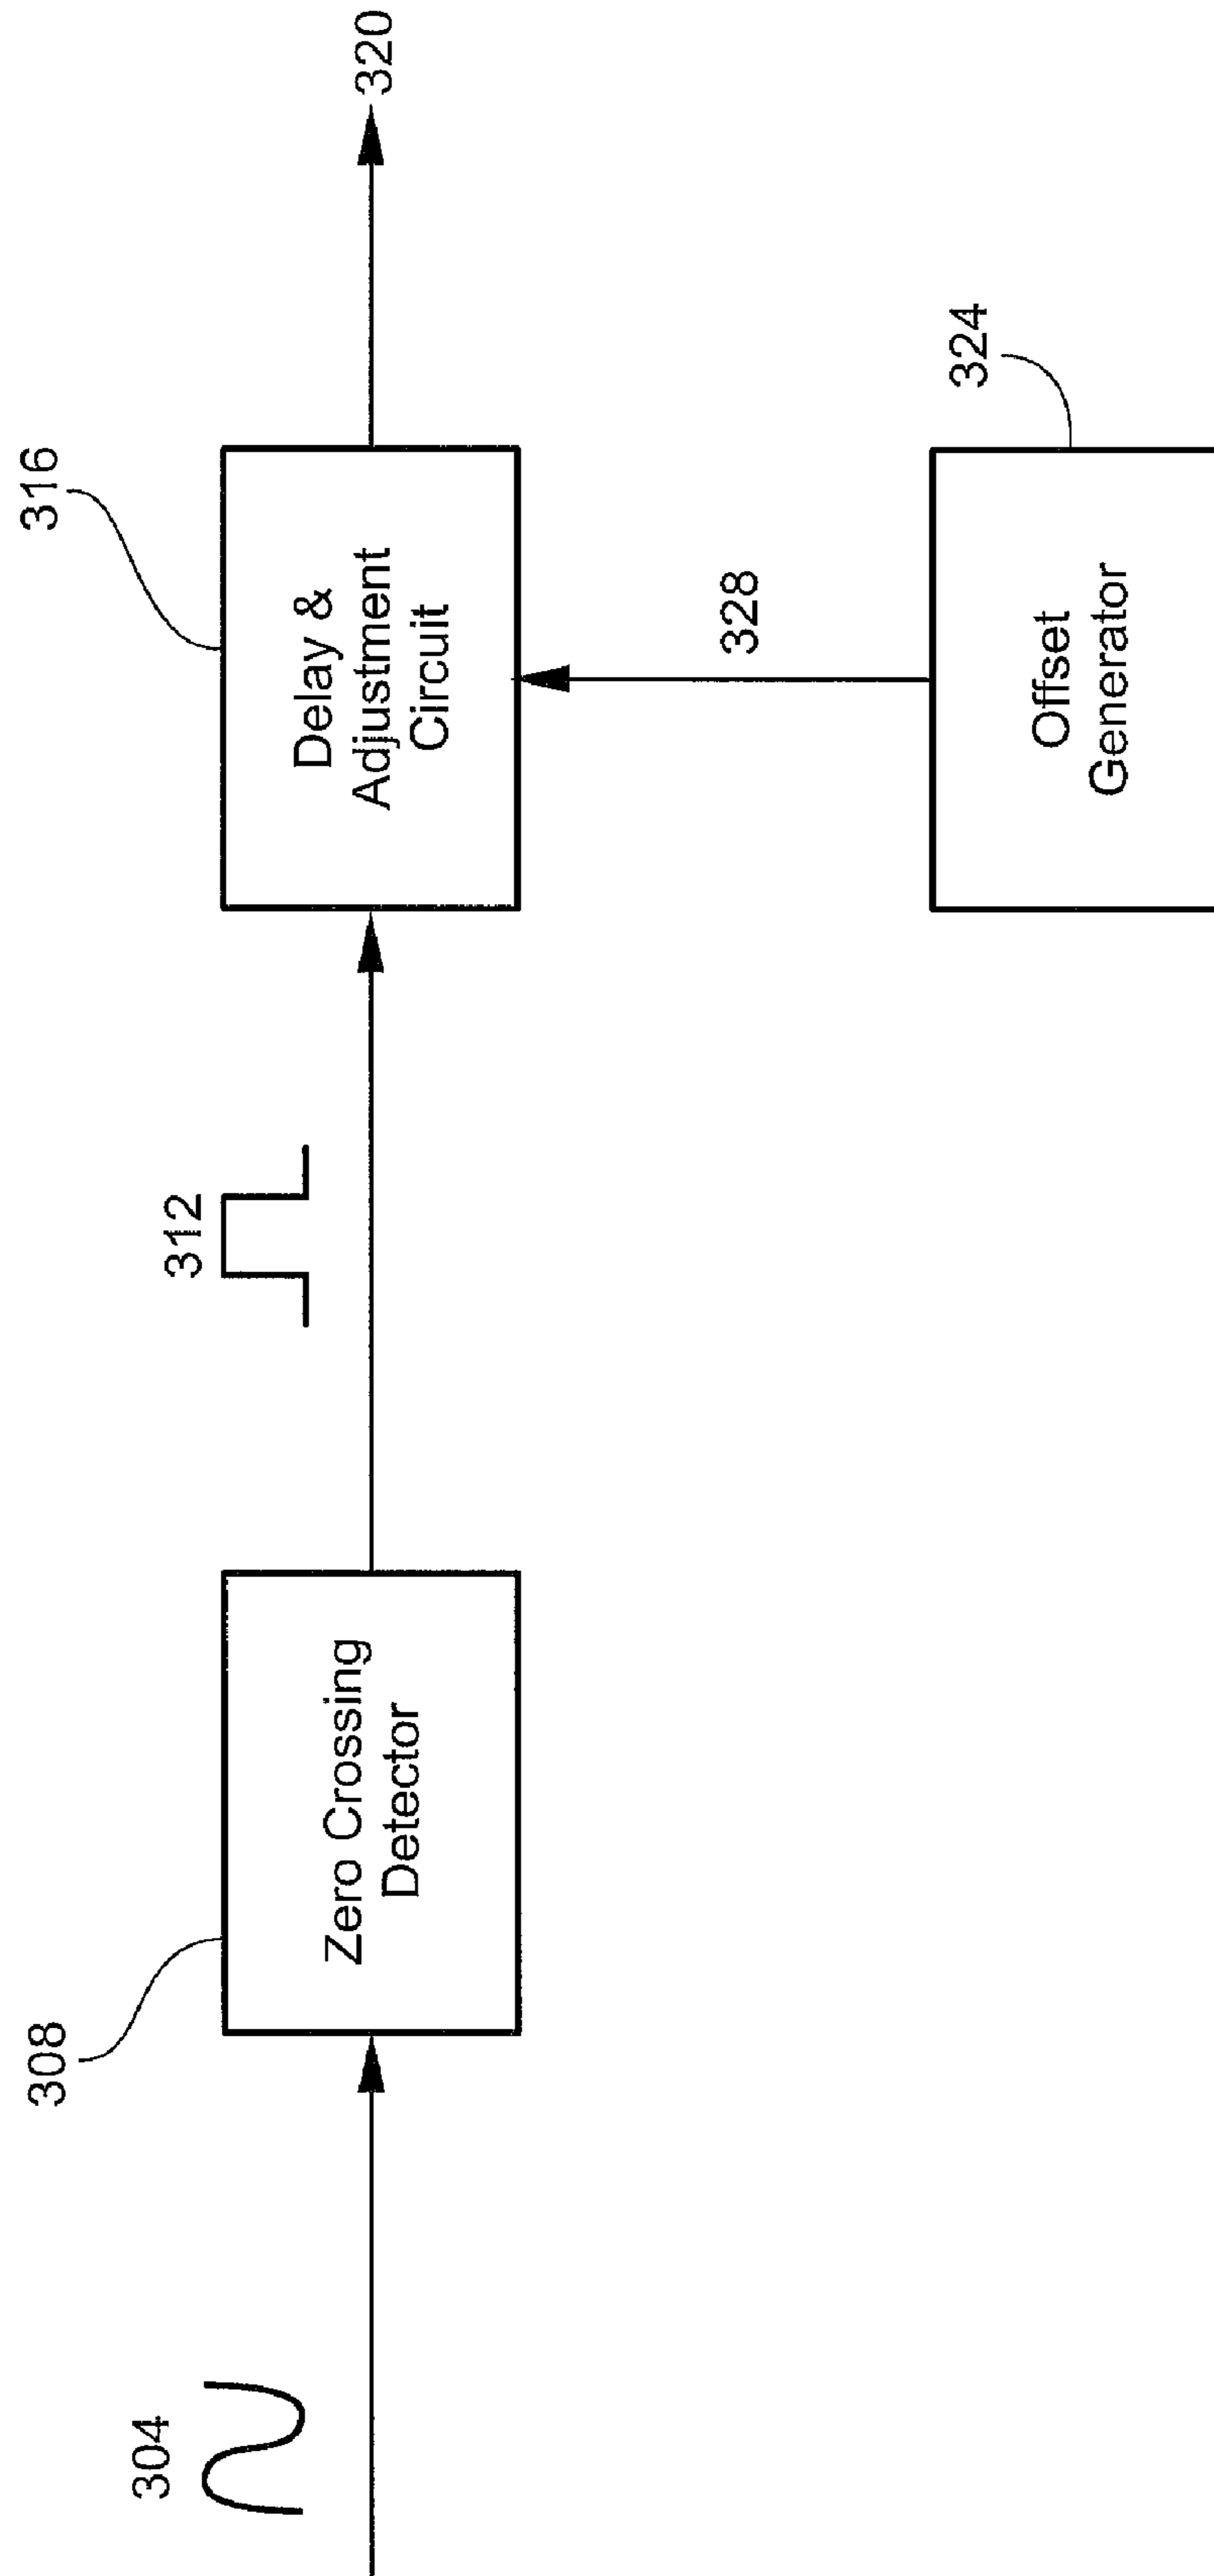 304
308
Zero Crossing
Detector
312
316
Delay &
Adjustment
Circuit
320
328
324
Offset
Generator